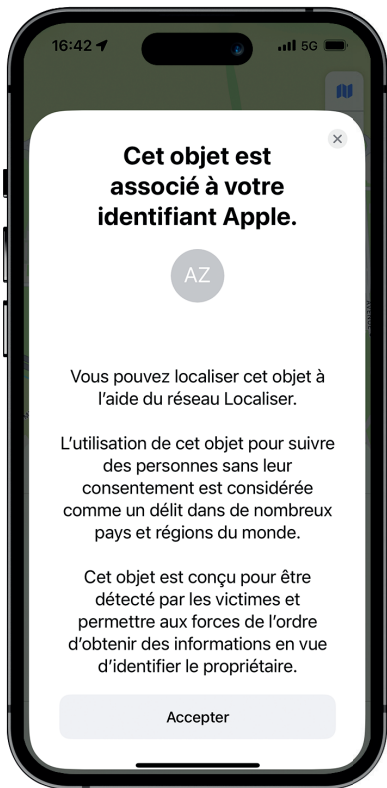 16:42
5G
Cet objet est
associé à votre
identifiant Apple.
AZ
Vous pouvez localiser cet objet à
l’aide du réseau Localiser.
L’utilisation de cet objet pour suivre
des personnes sans leur
consentement est considérée
comme un délit dans de nombreux
pays et régions du monde.
Cet objet est conçu pour être
détecté par les victimes et
permettre aux forces de l’ordre
d’obtenir des informations en vue
d’identifier le propriétaire.
Accepter